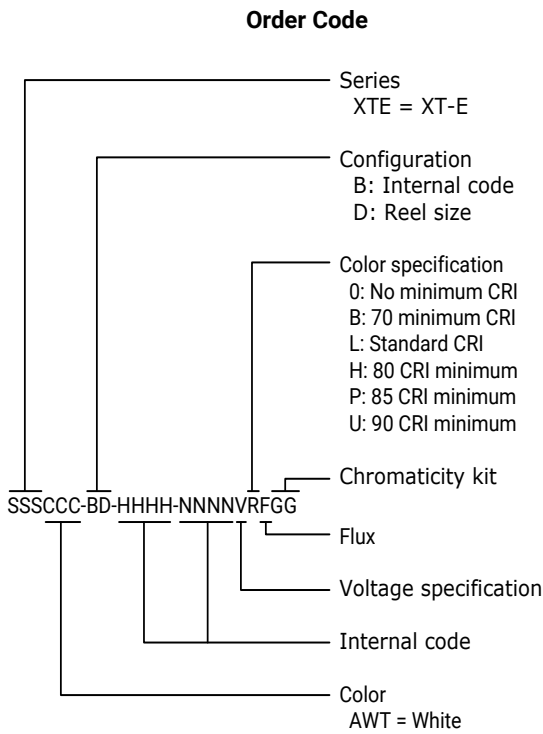 Order Code
Series
XTE = XT-E
Configuration
B: Internal code
D: Reel size
Color specification
0: No minimum CRI
B: 70 minimum CRI
L: Standard CRI
H: 80 CRI minimum
P: 85 CRI minimum
U: 90 CRI minimum
Chromaticity kit
SSSCCC-BD-HHHH-NNNNVRFGG
Flux
Voltage specification
Internal code
Color
AWT = White